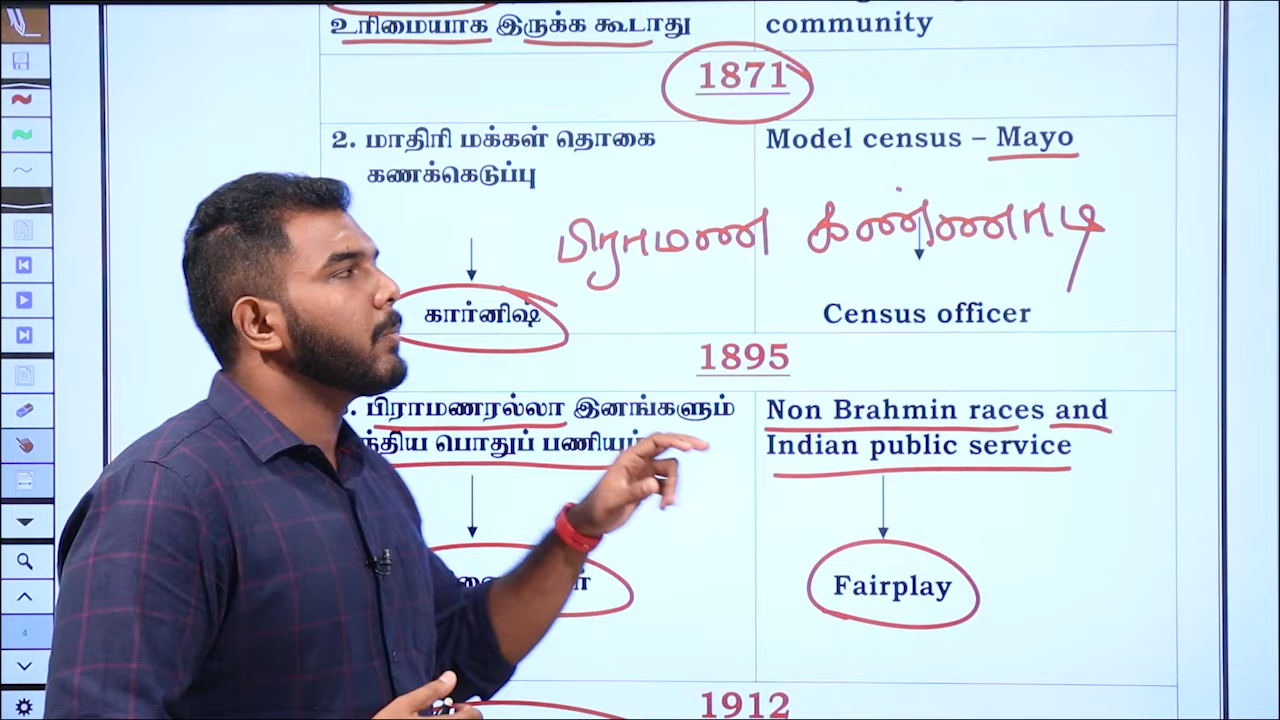 உரிமையாக இருக்க கூடாது
community
1871
2. மாதிரி மக்கள் தொகை
கணக்கெடுப்பு
Model census – Mayo
பிராமண கண்ணாடி
கார்னிஷ்
Census officer
1895
பிராமணரல்லா இனங்களும்
பொதுப்
Non Brahmin races and
Indian public service
Fairplay
1912
4